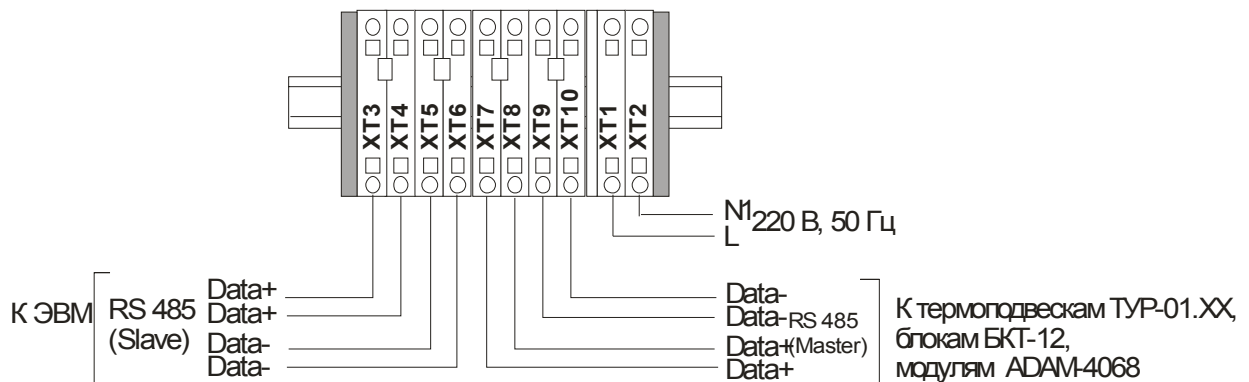 XT3
XT4
XT5
XT6
XT7
XT8
XT9
XT10
XT1
XT2
N1
220 В, 50 Гц
L
К ЭВМ
RS 485
(Slave)
Data+
Data+
Data-
Data-
Data-
Data-
RS 485
Data+
(Master)
Data+
К термоподвескам ТУР-01.XX,
блокам БКТ-12,
модулям ADAM-4068